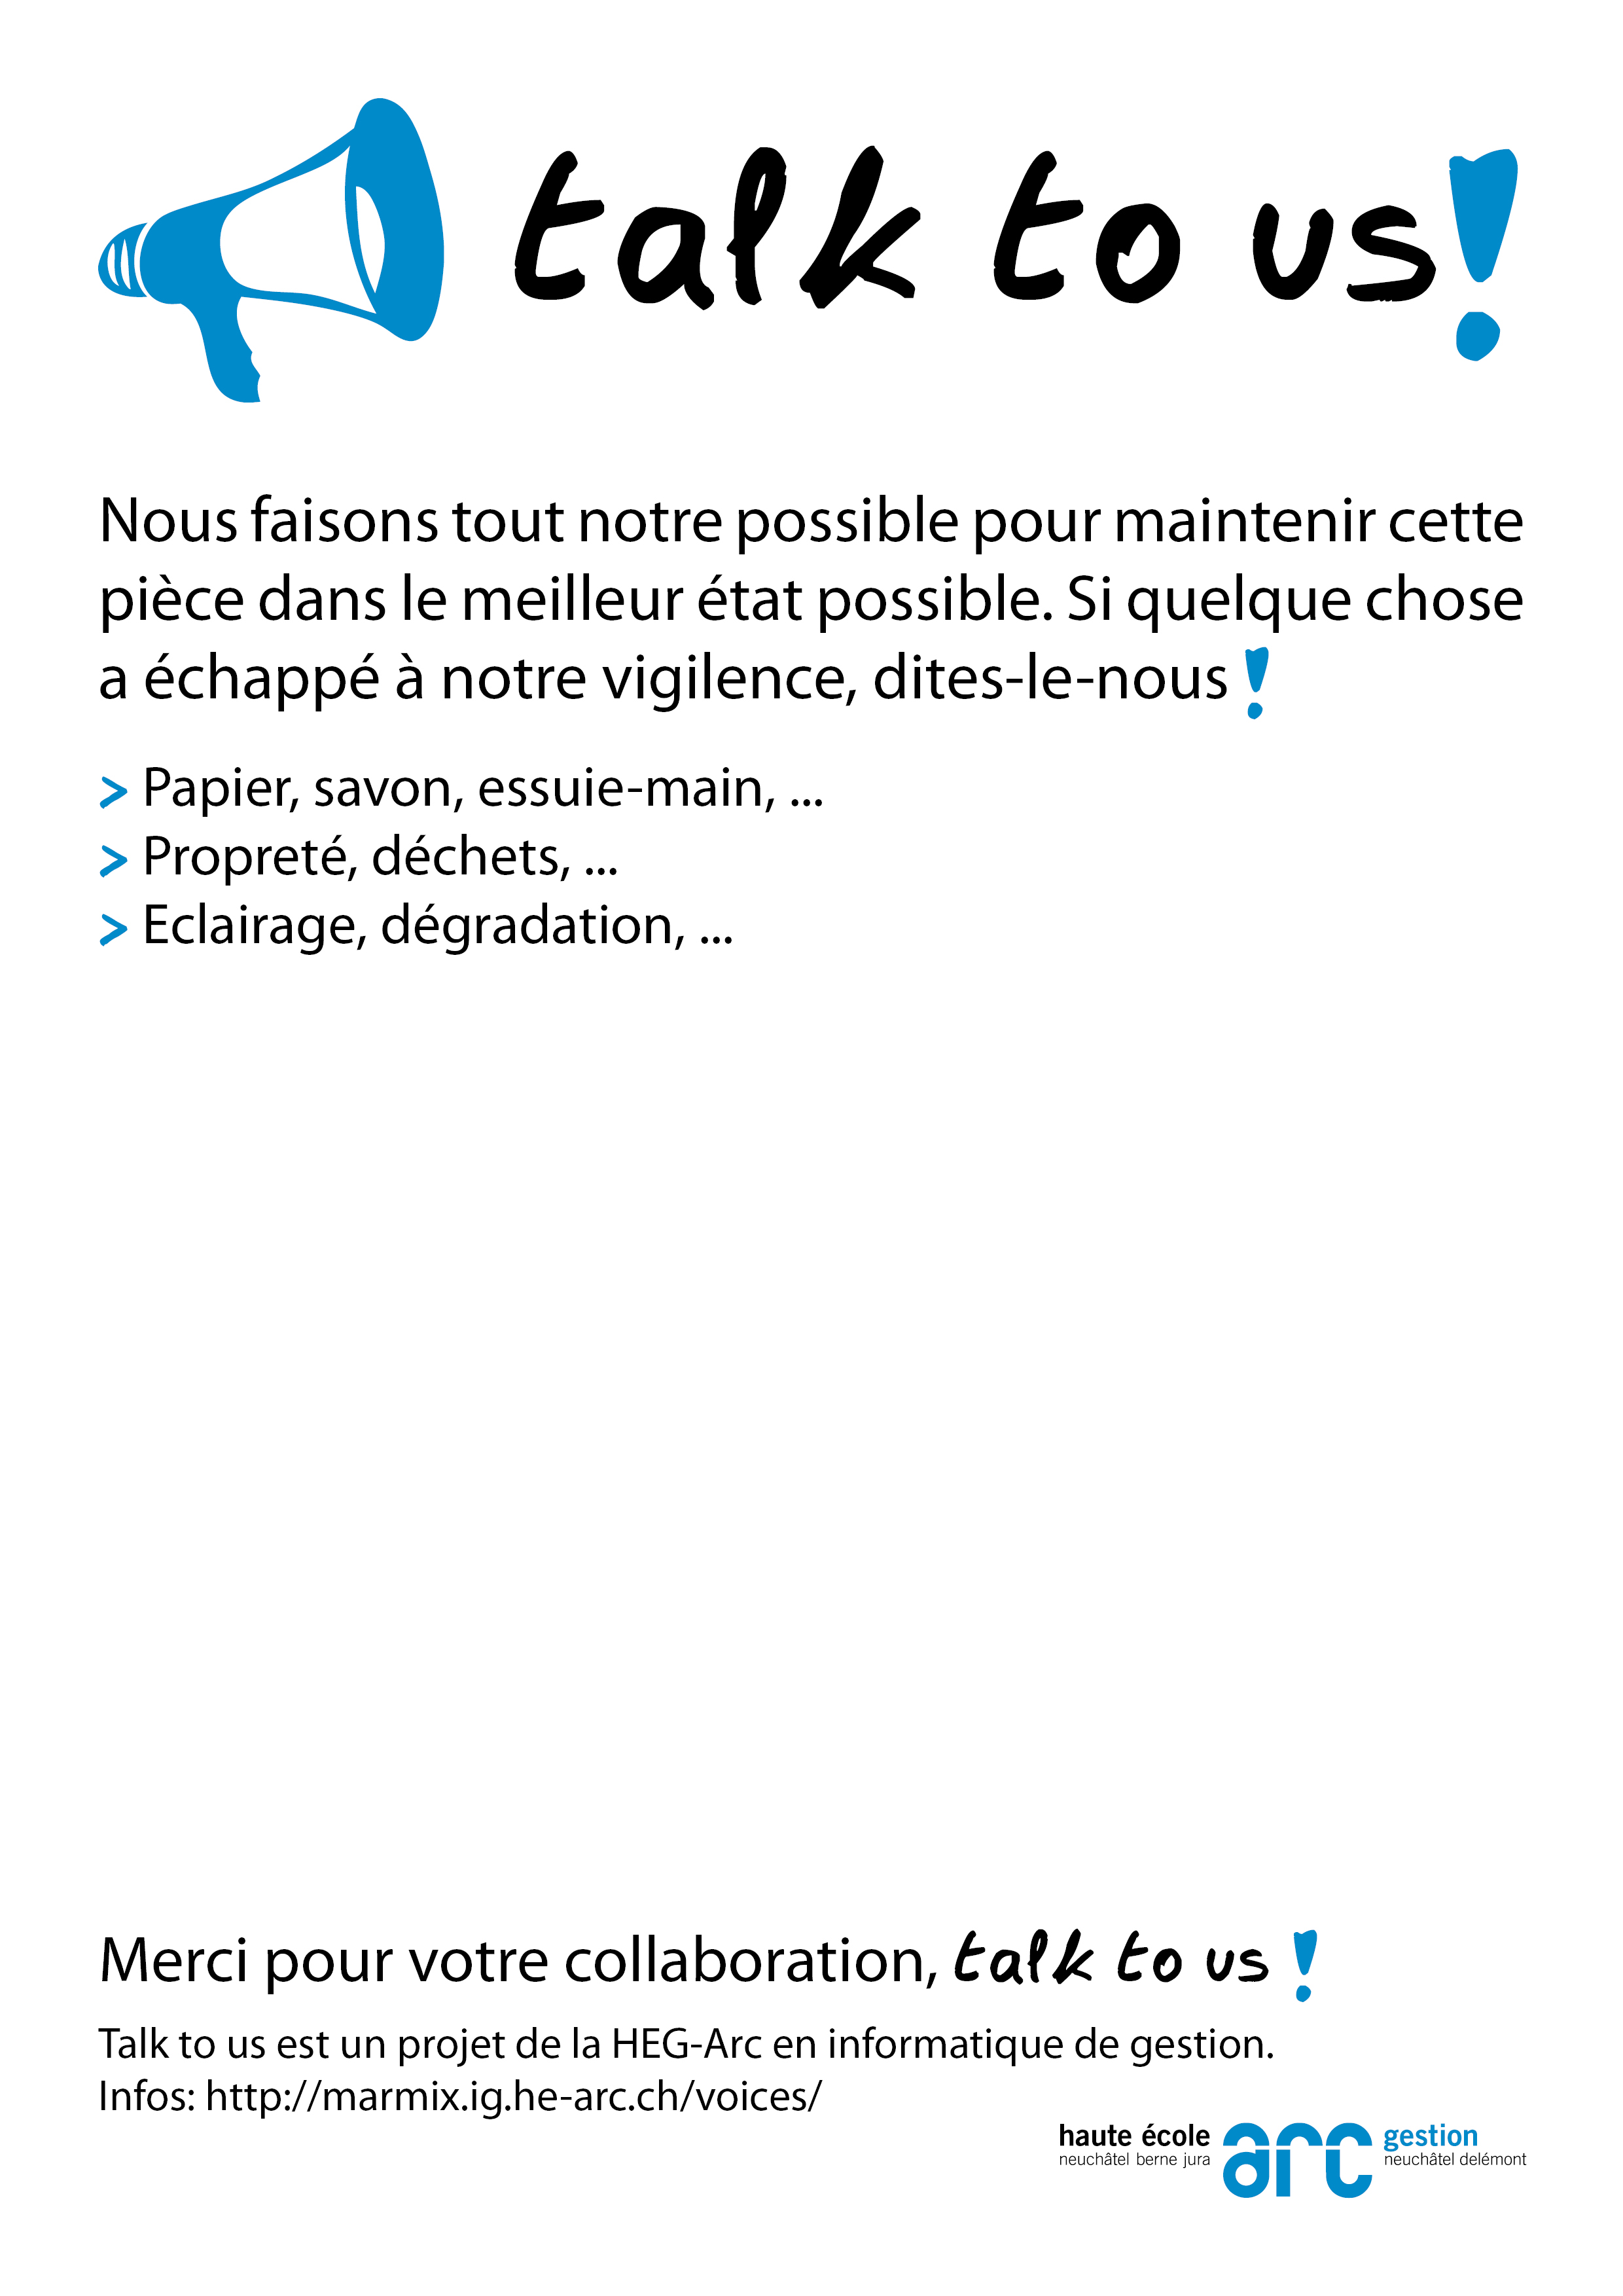 talk to us!
Nous faisons tout notre possible pour maintenir cette
pièce dans le meilleur état possible. Si quelque chose
a échappé à notre vigilence, dites-le-nous !
> Papier, savon, essuie-main, ...
> Propreté, déchets, ...
> Eclairage, dégradation, ...
Merci pour votre collaboration, talk to us !
Talk to us est un projet de la HEG-Arc en informatique de gestion.
Infos: http://marmix.ig.he-arc.ch/voices/
haute école arc gestion
neuchâtel berne jura neuchâtel delémont